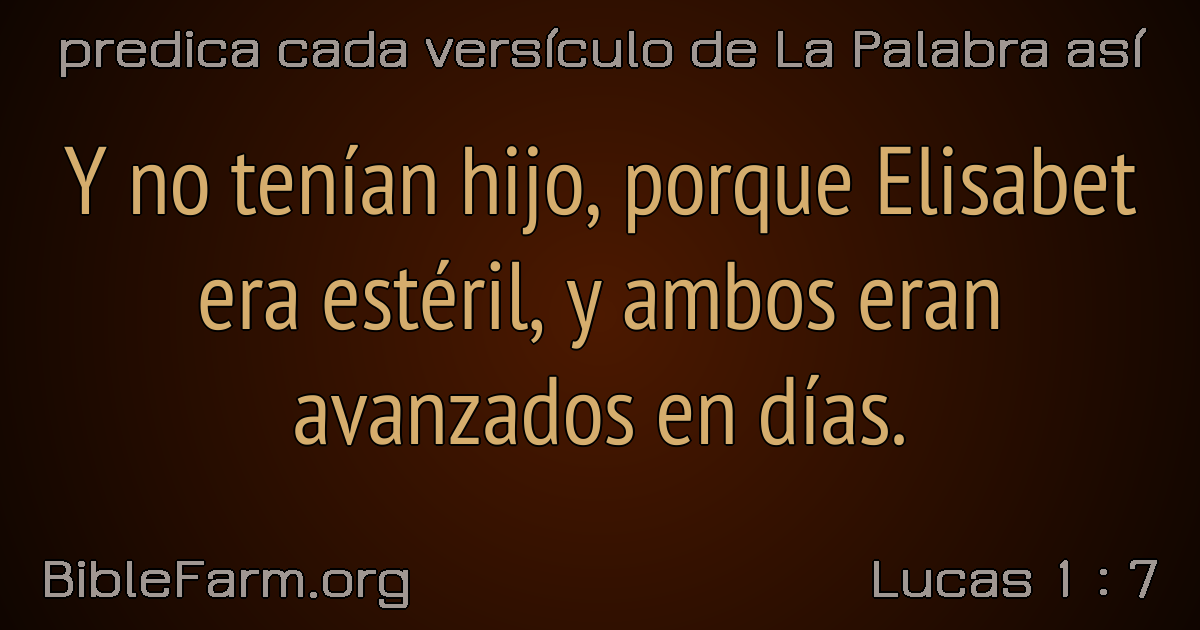 predica cada versículo de La Palabra así
Y no tenían hijo, porque Elisabet
era estéril, y ambos eran
avanzados en días.
BibleFarm.org
Lucas 1 : 7